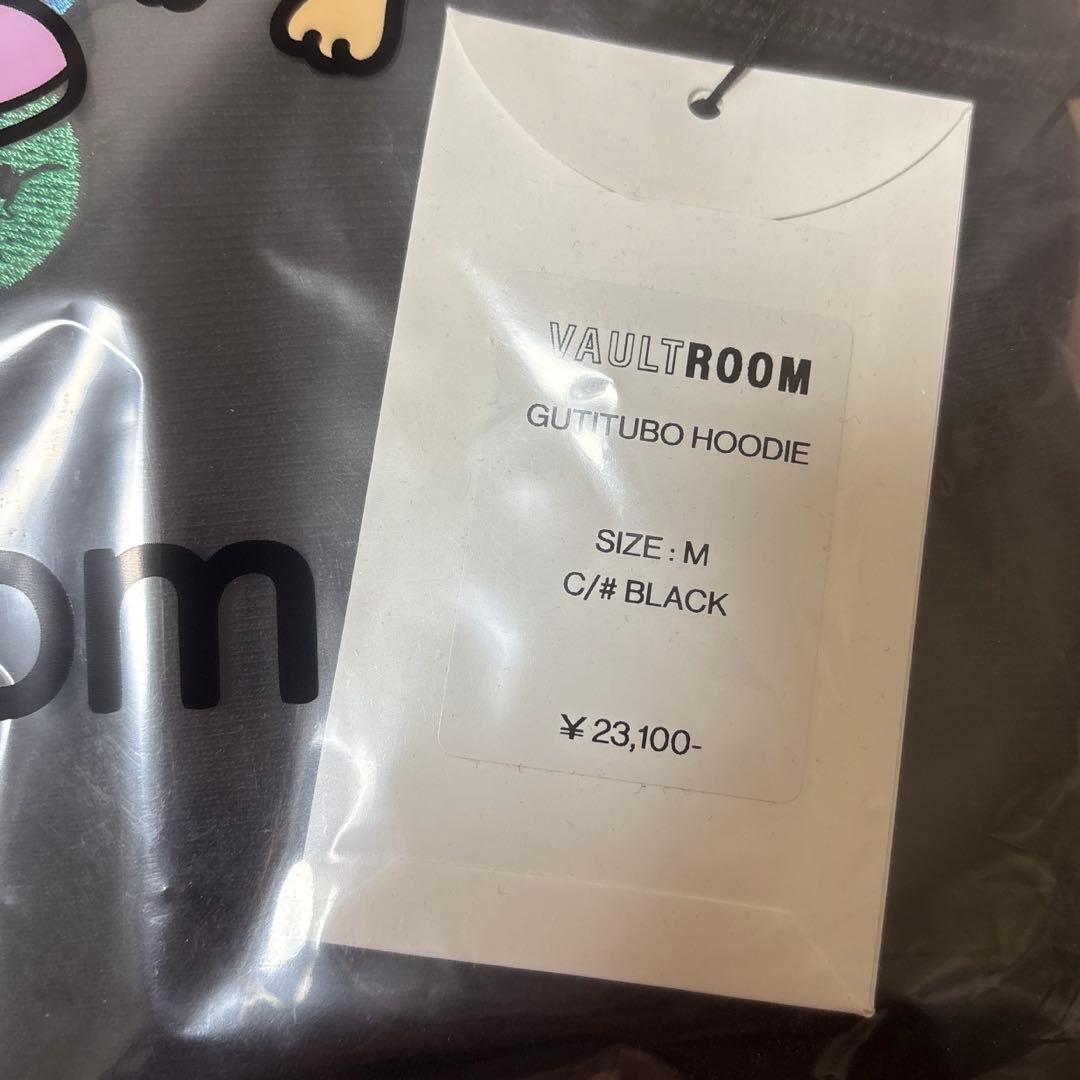 VAULTROOM
GUTITUBO HOODIE
SIZE : M
C/# BLACK
¥ 23,100-
om